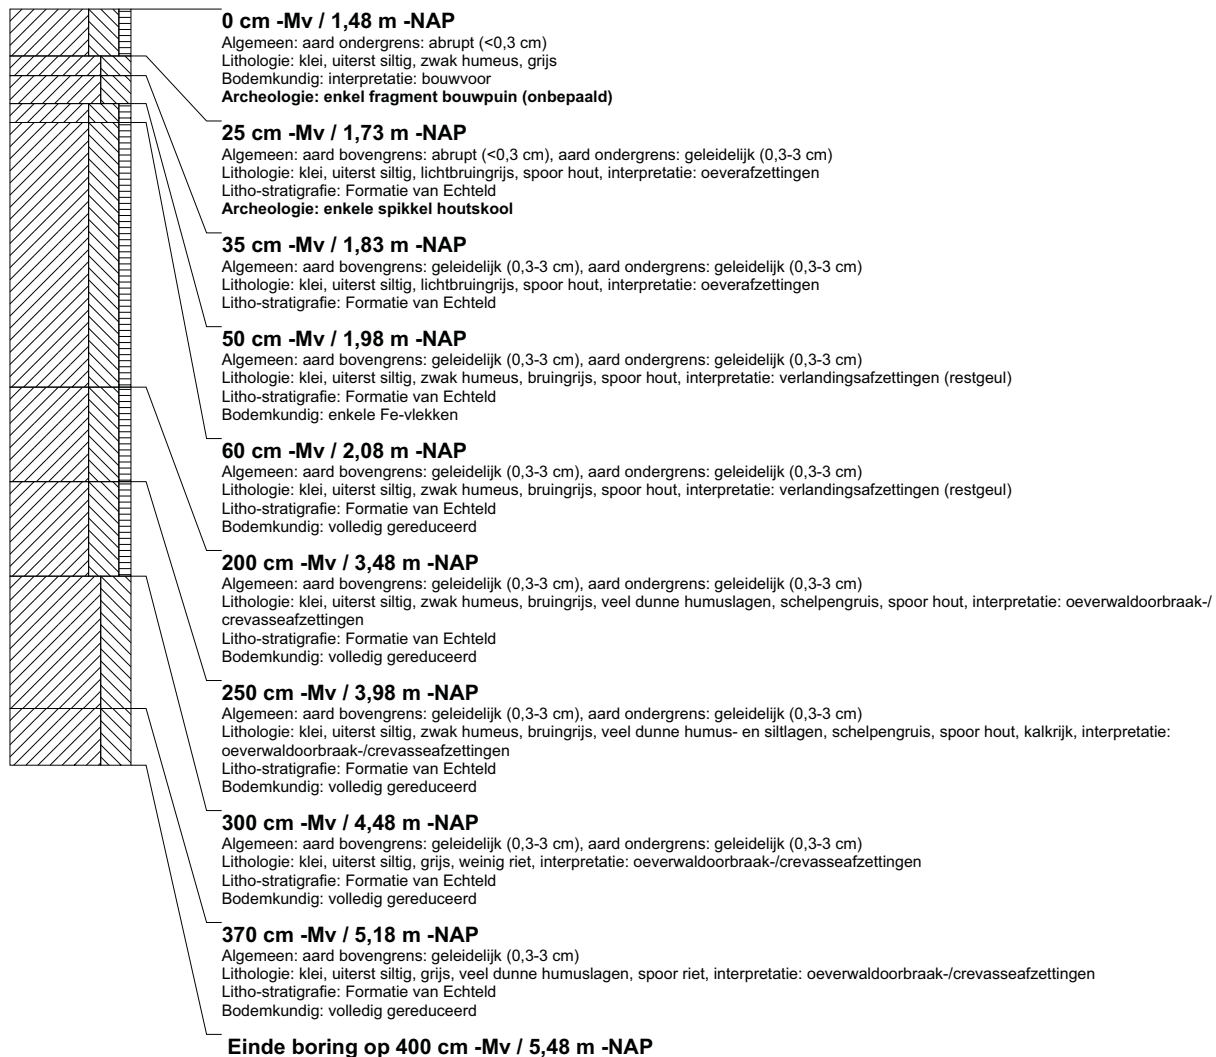 0 cm -Mv / 1,48 m -NAP
Algemeen: aard ondergrens: abrupt (<0,3 cm)
Lithologie: klei, uiterst siltig, zwak humeus, grijs
Bodemkundig: interpretatie: bouwvoor
Archeologie: enkel fragment bouwpuin (onbepaald)
25 cm -Mv / 1,73 m -NAP
Algemeen: aard bovengrens: abrupt (<0,3 cm), aard ondergrens: geleidelijk (0,3-3 cm)
Lithologie: klei, uiterst siltig, lichtbruingrijs, spoor hout, interpretatie: oeverafzettingen
Litho-stratigrafie: Formatie van Echteld
Archeologie: enkele spikkel houtskool
35 cm -Mv / 1,83 m -NAP
Algemeen: aard bovengrens: geleidelijk (0,3-3 cm), aard ondergrens: geleidelijk (0,3-3 cm)
Lithologie: klei, uiterst siltig, lichtbruingrijs, spoor hout, interpretatie: oeverafzettingen
Litho-stratigrafie: Formatie van Echteld
50 cm -Mv / 1,98 m -NAP
Algemeen: aard bovengrens: geleidelijk (0,3-3 cm), aard ondergrens: geleidelijk (0,3-3 cm)
Lithologie: klei, uiterst siltig, zwak humeus, bruingrijs, spoor hout, interpretatie: verlandingsafzettingen (restgeul)
Litho-stratigrafie: Formatie van Echteld
Bodemkundig: enkele Fe-vlekken
60 cm -Mv / 2,08 m -NAP
Algemeen: aard bovengrens: geleidelijk (0,3-3 cm), aard ondergrens: geleidelijk (0,3-3 cm)
Lithologie: klei, uiterst siltig, zwak humeus, bruingrijs, spoor hout, interpretatie: verlandingsafzettingen (restgeul)
Litho-stratigrafie: Formatie van Echteld
Bodemkundig: volledig gereduceerd
200 cm -Mv / 3,48 m -NAP
Algemeen: aard bovengrens: geleidelijk (0,3-3 cm), aard ondergrens: geleidelijk (0,3-3 cm)
Lithologie: klei, uiterst siltig, zwak humeus, bruingrijs, veel dunne humuslagen, schelpengruis, spoor hout, interpretatie: oeverwaldoorbraak-/
crevasseafzettingen
Litho-stratigrafie: Formatie van Echteld
Bodemkundig: volledig gereduceerd
250 cm -Mv / 3,98 m -NAP
Algemeen: aard bovengrens: geleidelijk (0,3-3 cm), aard ondergrens: geleidelijk (0,3-3 cm)
Lithologie: klei, uiterst siltig, zwak humeus, bruingrijs, veel dunne humus- en siltlagen, schelpengruis, spoor hout, kalkrijk, interpretatie:
oeverwaldoorbraak-/crevasseafzettingen
Litho-stratigrafie: Formatie van Echteld
Bodemkundig: volledig gereduceerd
300 cm -Mv / 4,48 m -NAP
Algemeen: aard bovengrens: geleidelijk (0,3-3 cm), aard ondergrens: geleidelijk (0,3-3 cm)
Lithologie: klei, uiterst siltig, grijs, weinig riet, interpretatie: oeverwaldoorbraak-/crevasseafzettingen
Litho-stratigrafie: Formatie van Echteld
Bodemkundig: volledig gereduceerd
370 cm -Mv / 5,18 m -NAP
Algemeen: aard bovengrens: geleidelijk (0,3-3 cm)
Lithologie: klei, uiterst siltig, grijs, veel dunne humuslagen, spoor riet, interpretatie: oeverwaldoorbraak-/crevasseafzettingen
Litho-stratigrafie: Formatie van Echteld
Bodemkundig: volledig gereduceerd
Einde boring op 400 cm -Mv / 5,48 m -NAP